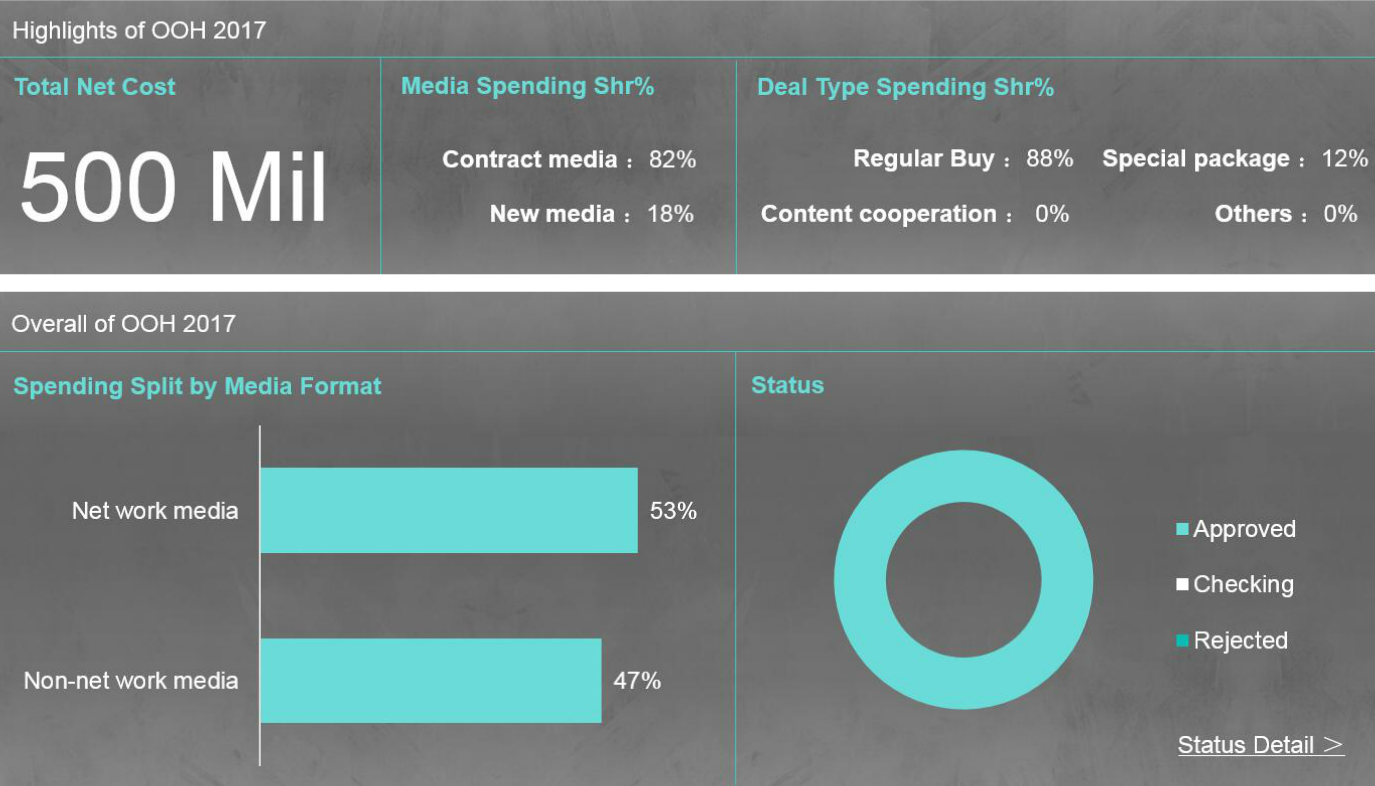 Highlights of OOH 2017
Total Net Cost
500 Mil
Media Spending Shr%
Contract media : 82%
New media : 18%
Deal Type Spending Shr%
Regular Buy : 88% Special package : 12%
Content cooperation : 0% Others : 0%
Overall of OOH 2017
Spending Split by Media Format
Net work media 53%
Non-net work media 47%
Status
Approved
Checking
Rejected
Status Detail >